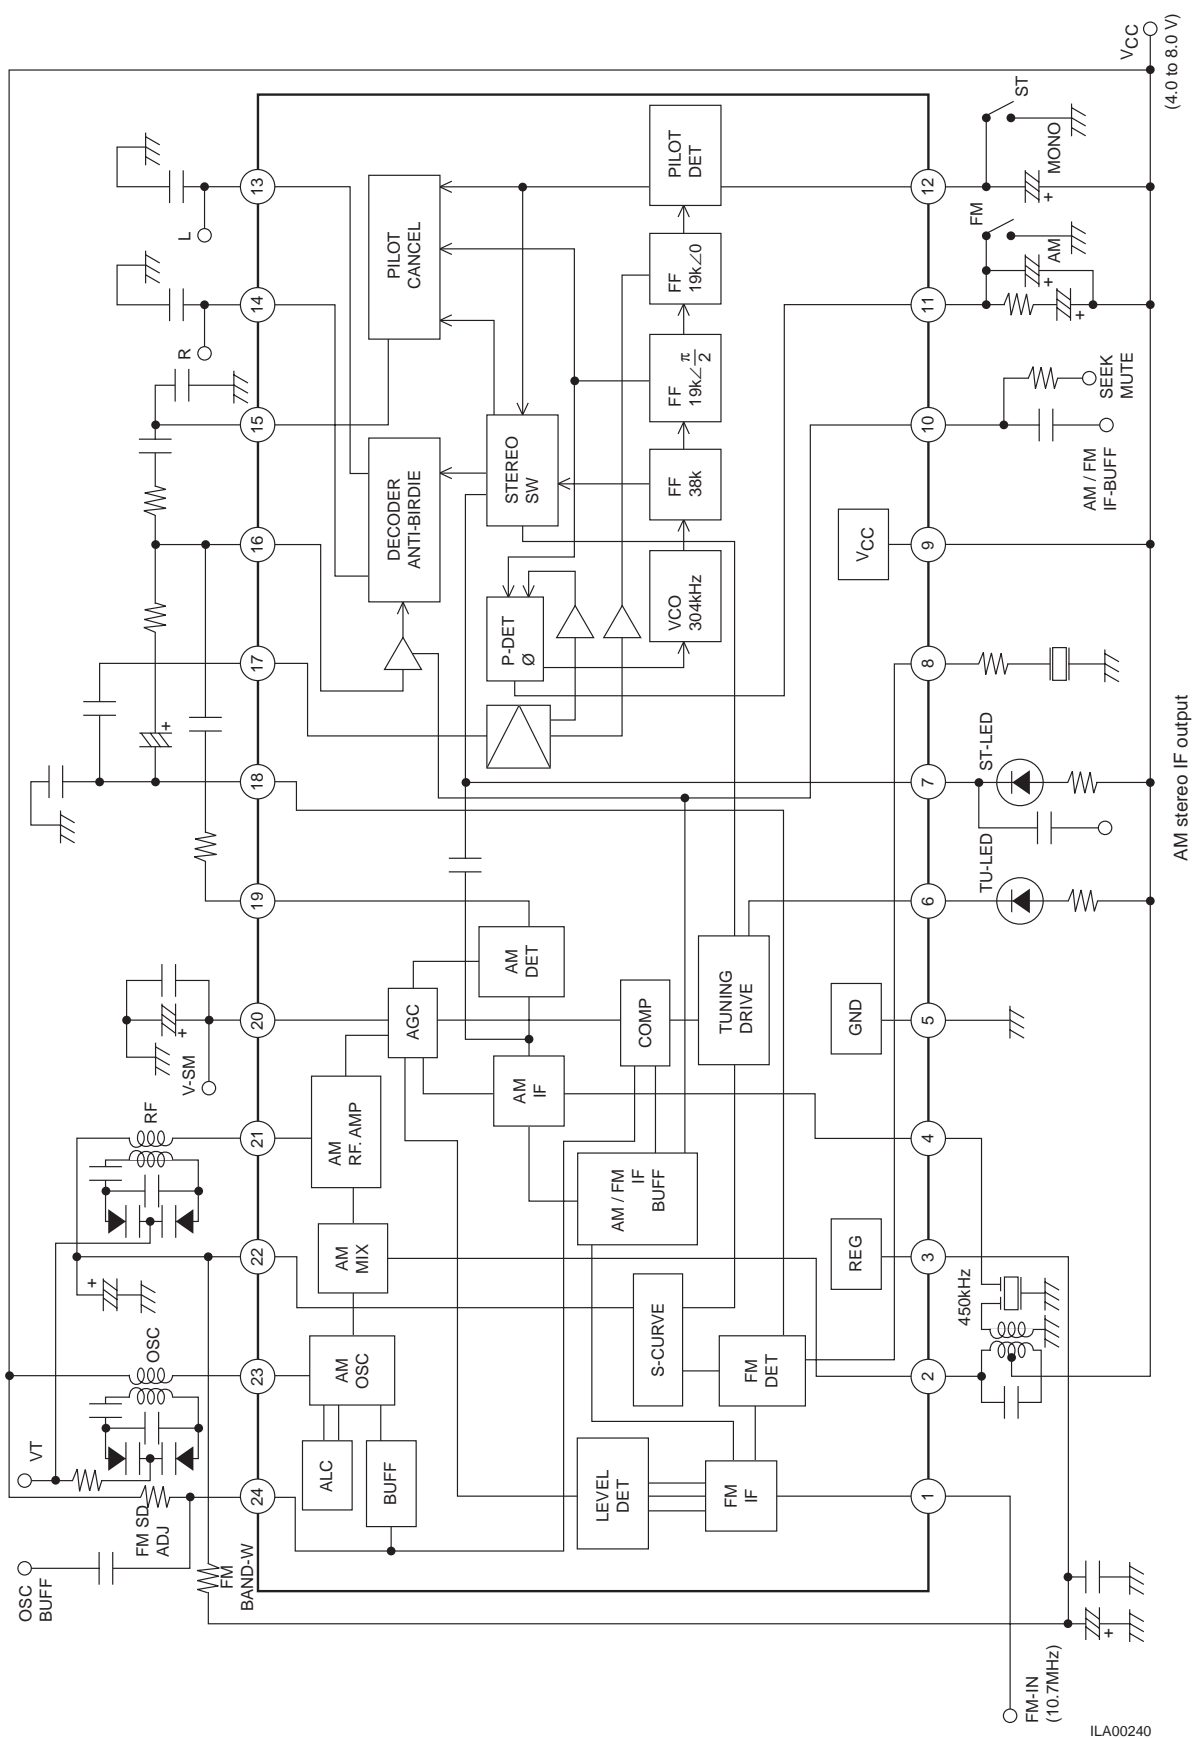 VCC
(4.0 to 8.0 V)
ST
MONO
FM
AM
SEEK
MUTE
AM / FM
IF-BUFF
ST-LED
TU-LED
AM stereo IF output
450kHz
FM-IN
(10.7MHz)
ILA00240
12
11
10
9
8
7
6
5
4
3
2
1
PILOT
DET
FF
19k∠0
FF
19k∠π/2
FF
38k
VCO
304kHz
VCC
PILOT
CANCEL
DECODER
ANTI-BIRDIE
STEREO
SW
P-DET
Ø
AM
DET
AGC
COMP
TUNING
DRIVE
GND
AM
IF
AM
RF. AMP
AM / FM
IF
BUFF
AM
MIX
REG
S-CURVE
AM
OSC
FM
DET
ALC
BUFF
LEVEL
DET
FM
IF
13
14
15
16
17
18
19
20
21
22
23
24
L
R
+
+
+
+
+
+
+
+
V-SM
RF
OSC
VT
FM SD
ADJ
OSC
BUFF
FM
BAND-W